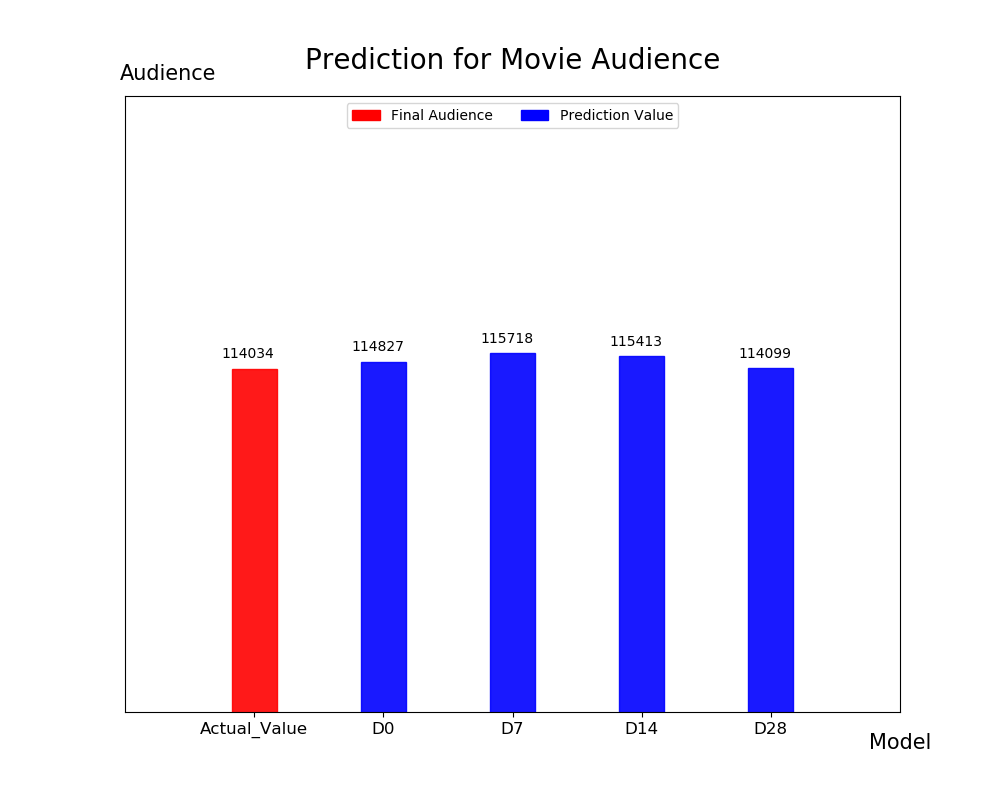 Prediction for Movie Audience
Audience
Final Audience
Prediction Value
114034
114827
115718
115413
114099
Actual_Value
D0
D7
D14
D28
Model